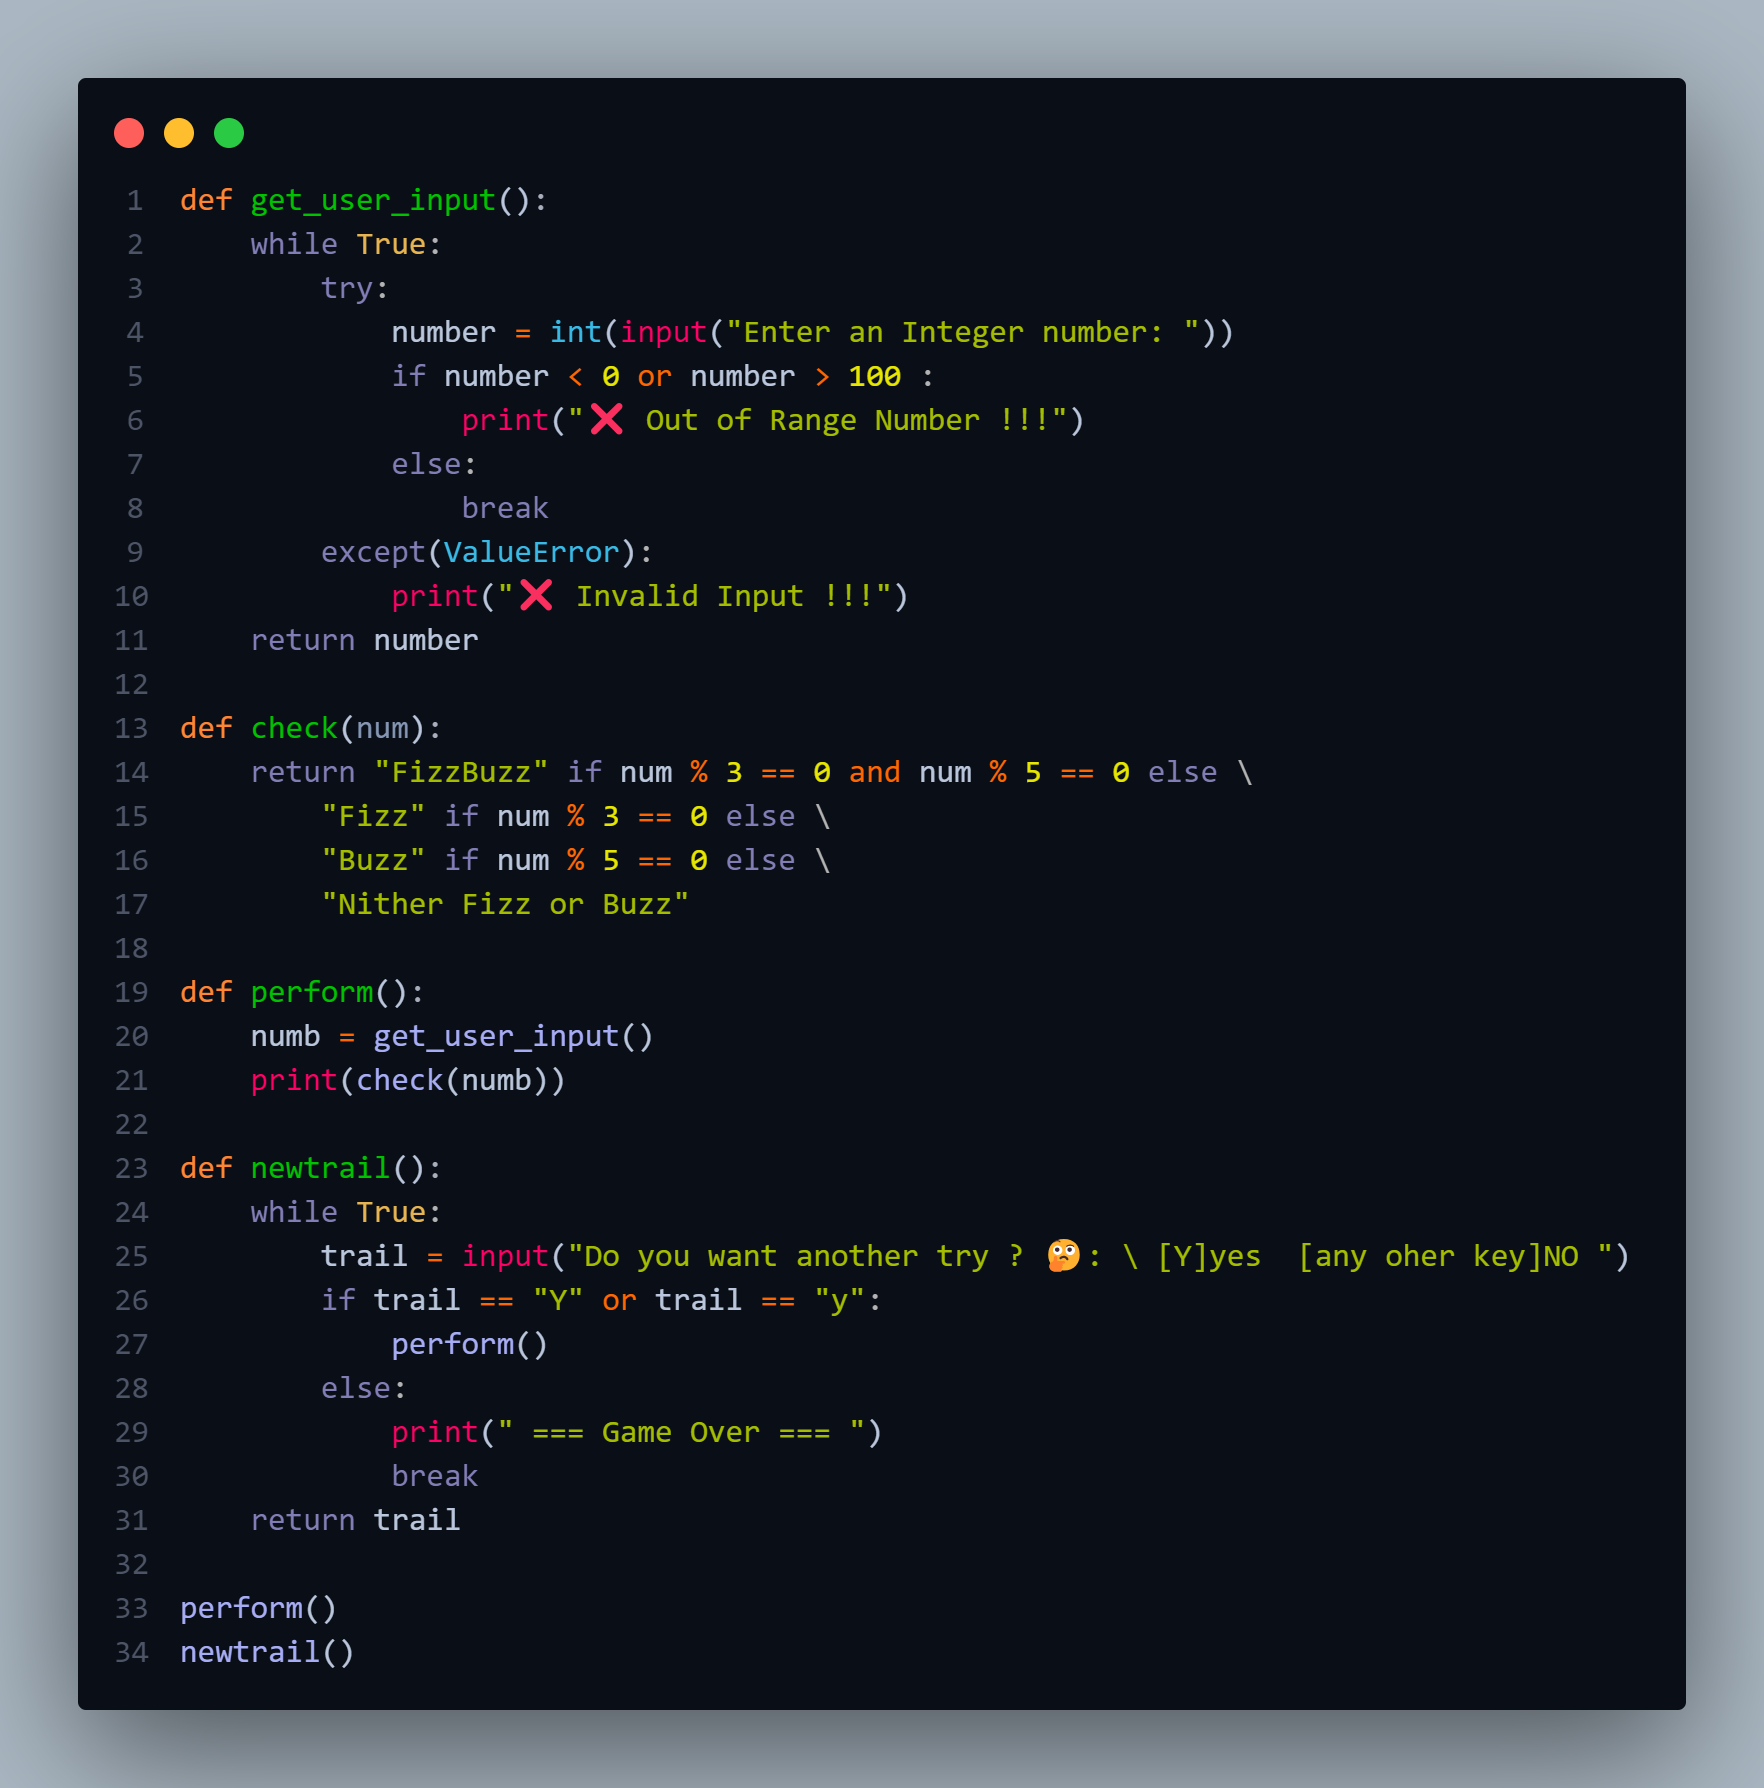 1 def get_user_input():
2     while True:
3         try:
4             number = int(input("Enter an Integer number: "))
5             if number < 0 or number > 100 :
6                 print("❌ Out of Range Number !!!")
7             else:
8                 break
9         except(ValueError):
10             print("❌ Invalid Input !!!")
11     return number
12
13 def check(num):
14     return "FizzBuzz" if num % 3 == 0 and num % 5 == 0 else \
15         "Fizz" if num % 3 == 0 else \
16         "Buzz" if num % 5 == 0 else \
17         "Nither Fizz or Buzz"
18
19 def perform():
20     numb = get_user_input()
21     print(check(numb))
22
23 def newtrail():
24     while True:
25         trail = input("Do you want another try ? 🤔: \ [Y]yes  [any oher key]NO ")
26         if trail == "Y" or trail == "y":
27             perform()
28         else:
29             print(" === Game Over === ")
30             break
31     return trail
32
33 perform()
34 newtrail()